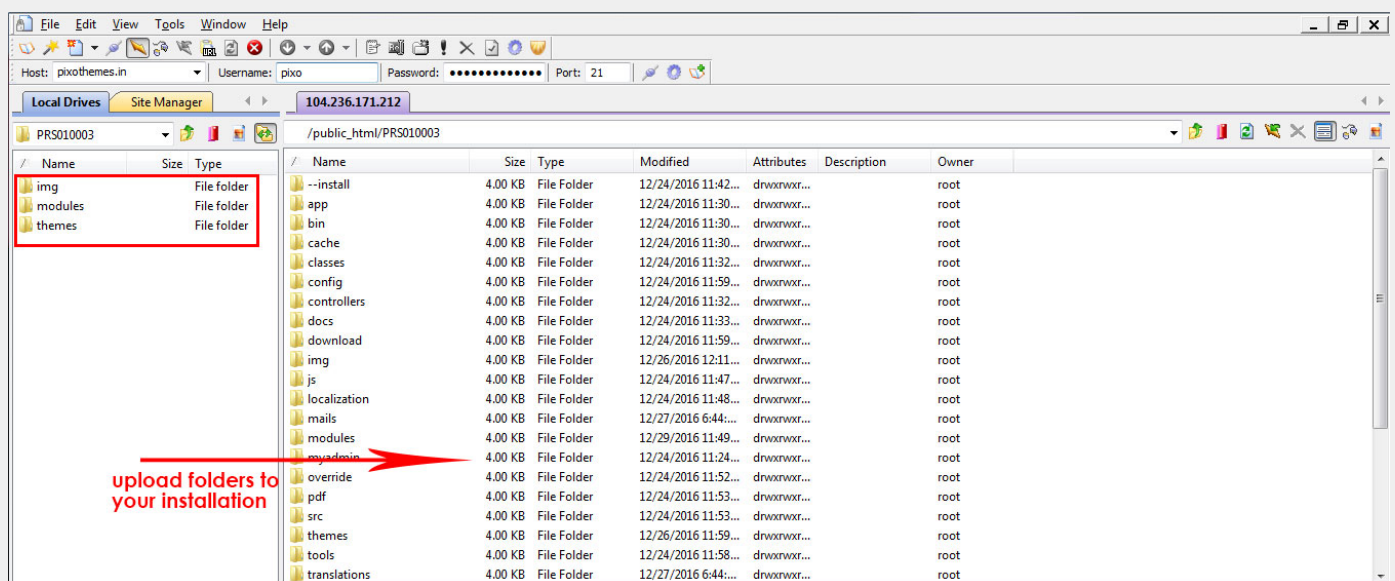 File Edit View Tools Window Help
Host: pixothemes.in Username: pixo Password: ●●●●●●●●●●●●● Port: 21
Local Drives Site Manager 104.236.171.212
PRS010003 /public_html/PRS010003
/ Name Size Type
img File folder
modules File folder
themes File folder
/ Name Size Type Modified Attributes Description Owner
--install 4.00 KB File Folder 12/24/2016 11:42... drwxrwxr... root
app 4.00 KB File Folder 12/24/2016 11:30... drwxrwxr... root
bin 4.00 KB File Folder 12/24/2016 11:30... drwxrwxr... root
cache 4.00 KB File Folder 12/24/2016 11:30... drwxrwxr... root
classes 4.00 KB File Folder 12/24/2016 11:32... drwxrwxr... root
config 4.00 KB File Folder 12/24/2016 11:59... drwxrwxr... root
controllers 4.00 KB File Folder 12/24/2016 11:32... drwxrwxr... root
docs 4.00 KB File Folder 12/24/2016 11:33... drwxrwxr... root
download 4.00 KB File Folder 12/24/2016 11:59... drwxrwxr... root
img 4.00 KB File Folder 12/26/2016 12:11... drwxrwxr... root
js 4.00 KB File Folder 12/24/2016 11:47... drwxrwxr... root
localization 4.00 KB File Folder 12/24/2016 11:48... drwxrwxr... root
mails 4.00 KB File Folder 12/27/2016 6:44:... drwxrwxr... root
modules 4.00 KB File Folder 12/29/2016 11:49... drwxrwxr... root
myadmin 4.00 KB File Folder 12/24/2016 11:24... drwxrwxr... root
override 4.00 KB File Folder 12/24/2016 11:52... drwxrwxr... root
pdf 4.00 KB File Folder 12/24/2016 11:53... drwxrwxr... root
src 4.00 KB File Folder 12/24/2016 11:53... drwxrwxr... root
themes 4.00 KB File Folder 12/26/2016 11:59... drwxrwxr... root
tools 4.00 KB File Folder 12/24/2016 11:58... drwxrwxr... root
translations 4.00 KB File Folder 12/27/2016 6:44:... drwxrwxr... root
upload folders to
your installation